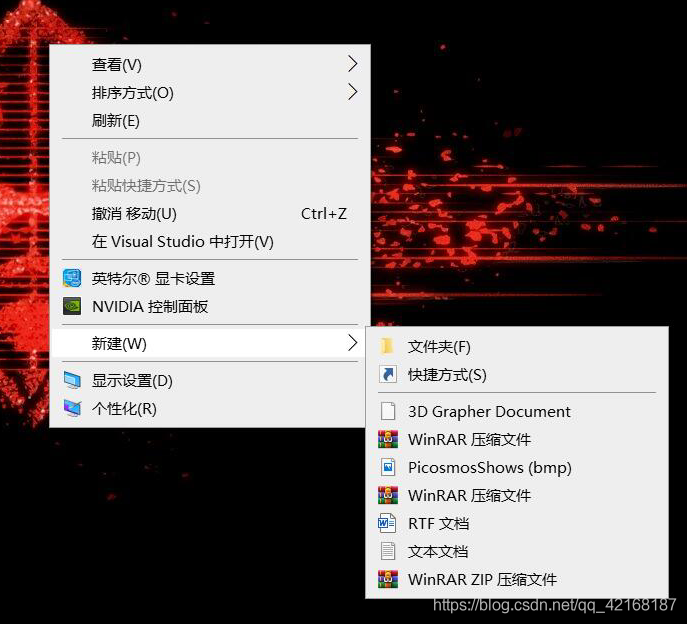 查看(V)
排序方式(O)
刷新(E)
粘贴(P)
粘贴快捷方式(S)
撤消 移动(U) Ctrl+Z
在 Visual Studio 中打开(V)
英特尔® 显卡设置
NVIDIA 控制面板
新建(W)
显示设置(D)
个性化(R)
文件夹(F)
快捷方式(S)
3D Grapher Document
WinRAR 压缩文件
PicosmosShows (bmp)
WinRAR 压缩文件
RTF 文档
文本文档
WinRAR ZIP 压缩文件
https://blog.csdn.net/qq_42168187